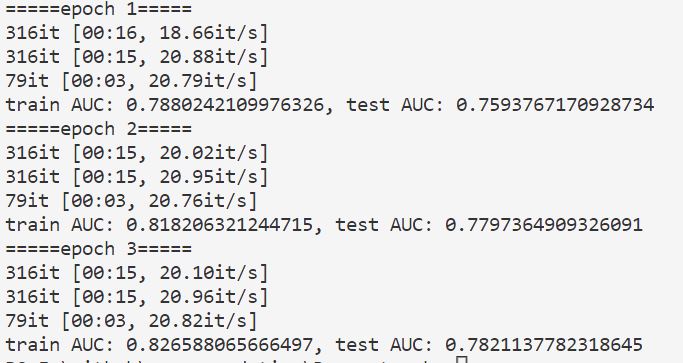 =====epoch 1=====
316it [00:16, 18.66it/s]
316it [00:15, 20.88it/s]
79it [00:03, 20.79it/s]
train AUC: 0.7880242109976326, test AUC: 0.7593767170928734
=====epoch 2=====
316it [00:15, 20.02it/s]
316it [00:15, 20.95it/s]
79it [00:03, 20.76it/s]
train AUC: 0.818206321244715, test AUC: 0.7797364909326091
=====epoch 3=====
316it [00:15, 20.10it/s]
316it [00:15, 20.96it/s]
79it [00:03, 20.82it/s]
train AUC: 0.826588065666497, test AUC: 0.7821137782318645